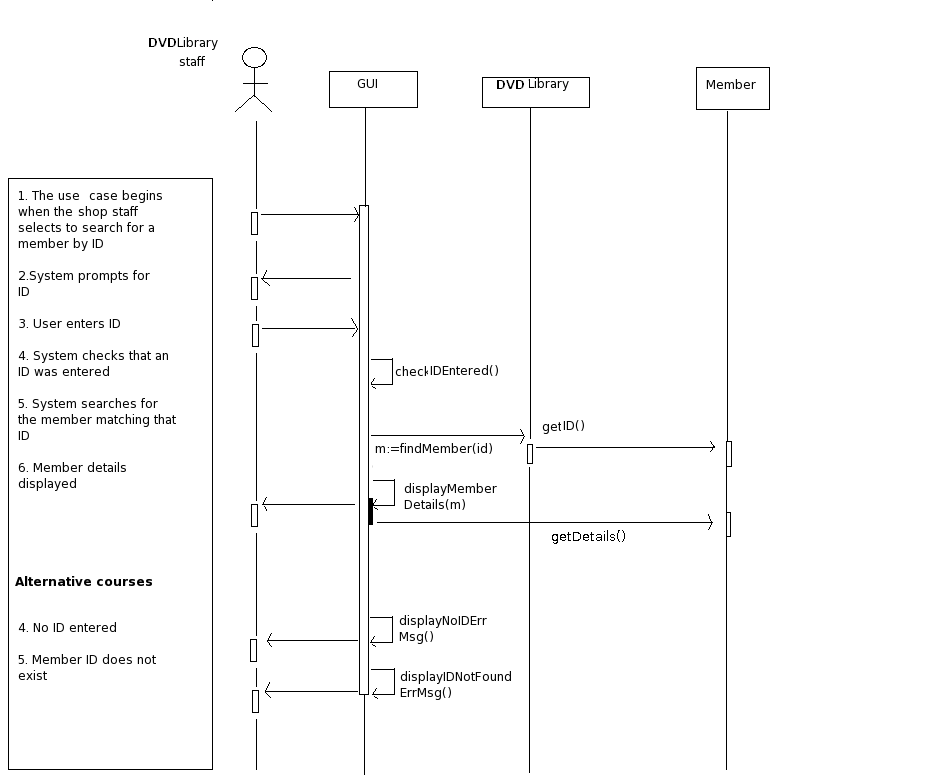 DVDLibrary
staff
GUI
DVD Library
Member
1. The use case begins
when the shop staff
selects to search for a
member by ID
2.System prompts for
ID
3. User enters ID
4. System checks that an
ID was entered
5. System searches for
the member matching that
ID
6. Member details
displayed
Alternative courses
4. No ID entered
5. Member ID does not
exist
checkIDEntered()
getID()
m:=findMember(id)
displayMember
Details(m)
getDetails()
displayNoIDErr
Msg()
displayIDNotFound
ErrMsg()